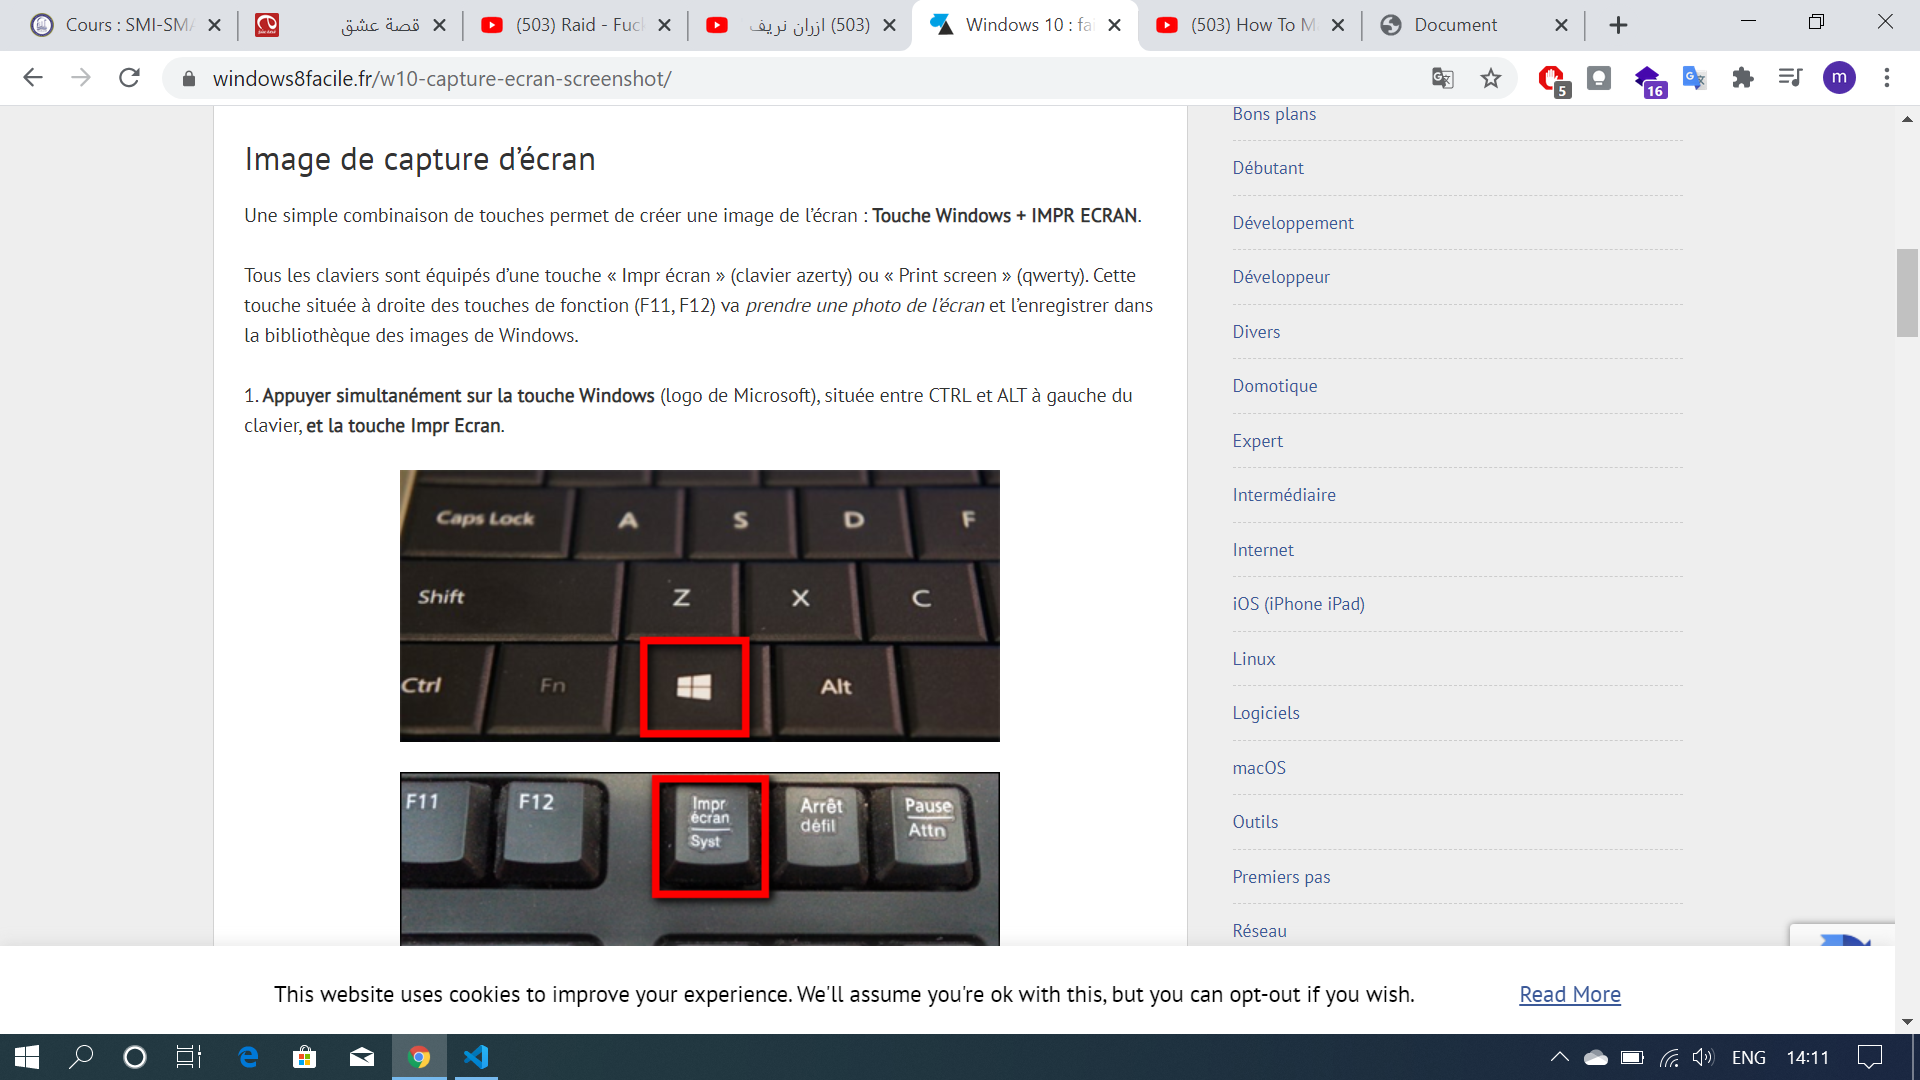 Cours : SMI-SMA
قصة عشق
(503) Raid - Fuc
(503) ازران نريف
Windows 10 : fai
(503) How To Ma
Document
windows8facile.fr/w10-capture-ecran-screenshot/
5
16
m
Image de capture d’écran
Une simple combinaison de touches permet de créer une image de l’écran : Touche Windows + IMPR ECRAN.
Tous les claviers sont équipés d’une touche « Impr écran » (clavier azerty) ou « Print screen » (qwerty). Cette
touche située à droite des touches de fonction (F11, F12) va prendre une photo de l’écran et l’enregistrer dans
la bibliothèque des images de Windows.
1. Appuyer simultanément sur la touche Windows (logo de Microsoft), située entre CTRL et ALT à gauche du
clavier, et la touche Impr Ecran.
Caps Lock A S D F
Shift Z X C
Ctrl Fn Alt
F11 F12 Impr écran Syst Arrêt défil Pause Attn
Bons plans
Débutant
Développement
Développeur
Divers
Domotique
Expert
Intermédiaire
Internet
iOS (iPhone iPad)
Linux
Logiciels
macOS
Outils
Premiers pas
Réseau
This website uses cookies to improve your experience. We'll assume you're ok with this, but you can opt-out if you wish.
Read More
ENG
14:11